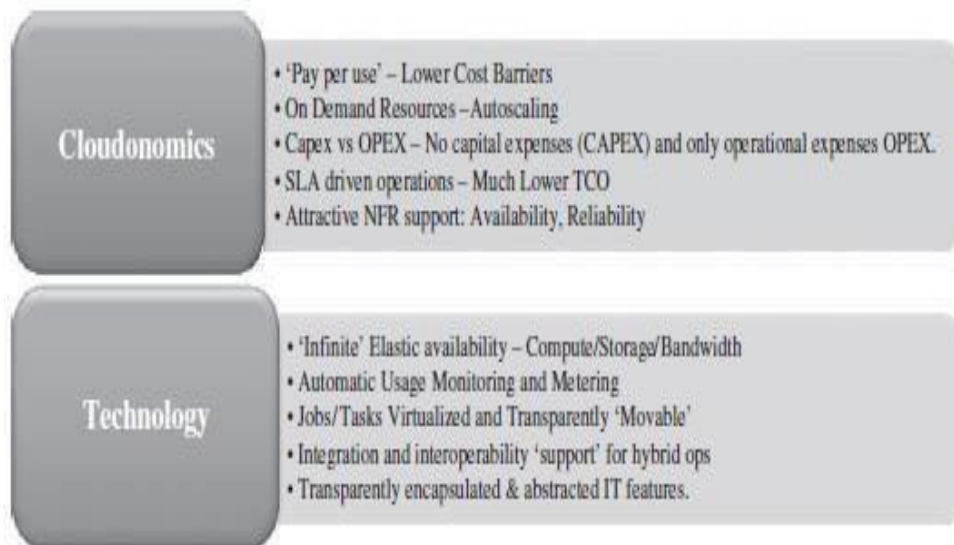 Cloudonomics
• ‘Pay per use’ – Lower Cost Barriers
• On Demand Resources –Autoscaling
• Capex vs OPEX – No capital expenses (CAPEX) and only operational expenses OPEX.
• SLA driven operations – Much Lower TCO
• Attractive NFR support: Availability, Reliability
Technology
• ‘Infinite’ Elastic availability – Compute/Storage/Bandwidth
• Automatic Usage Monitoring and Metering
• Jobs/Tasks Virtualized and Transparently ‘Movable’
• Integration and interoperability ‘support’ for hybrid ops
• Transparently encapsulated & abstracted IT features.